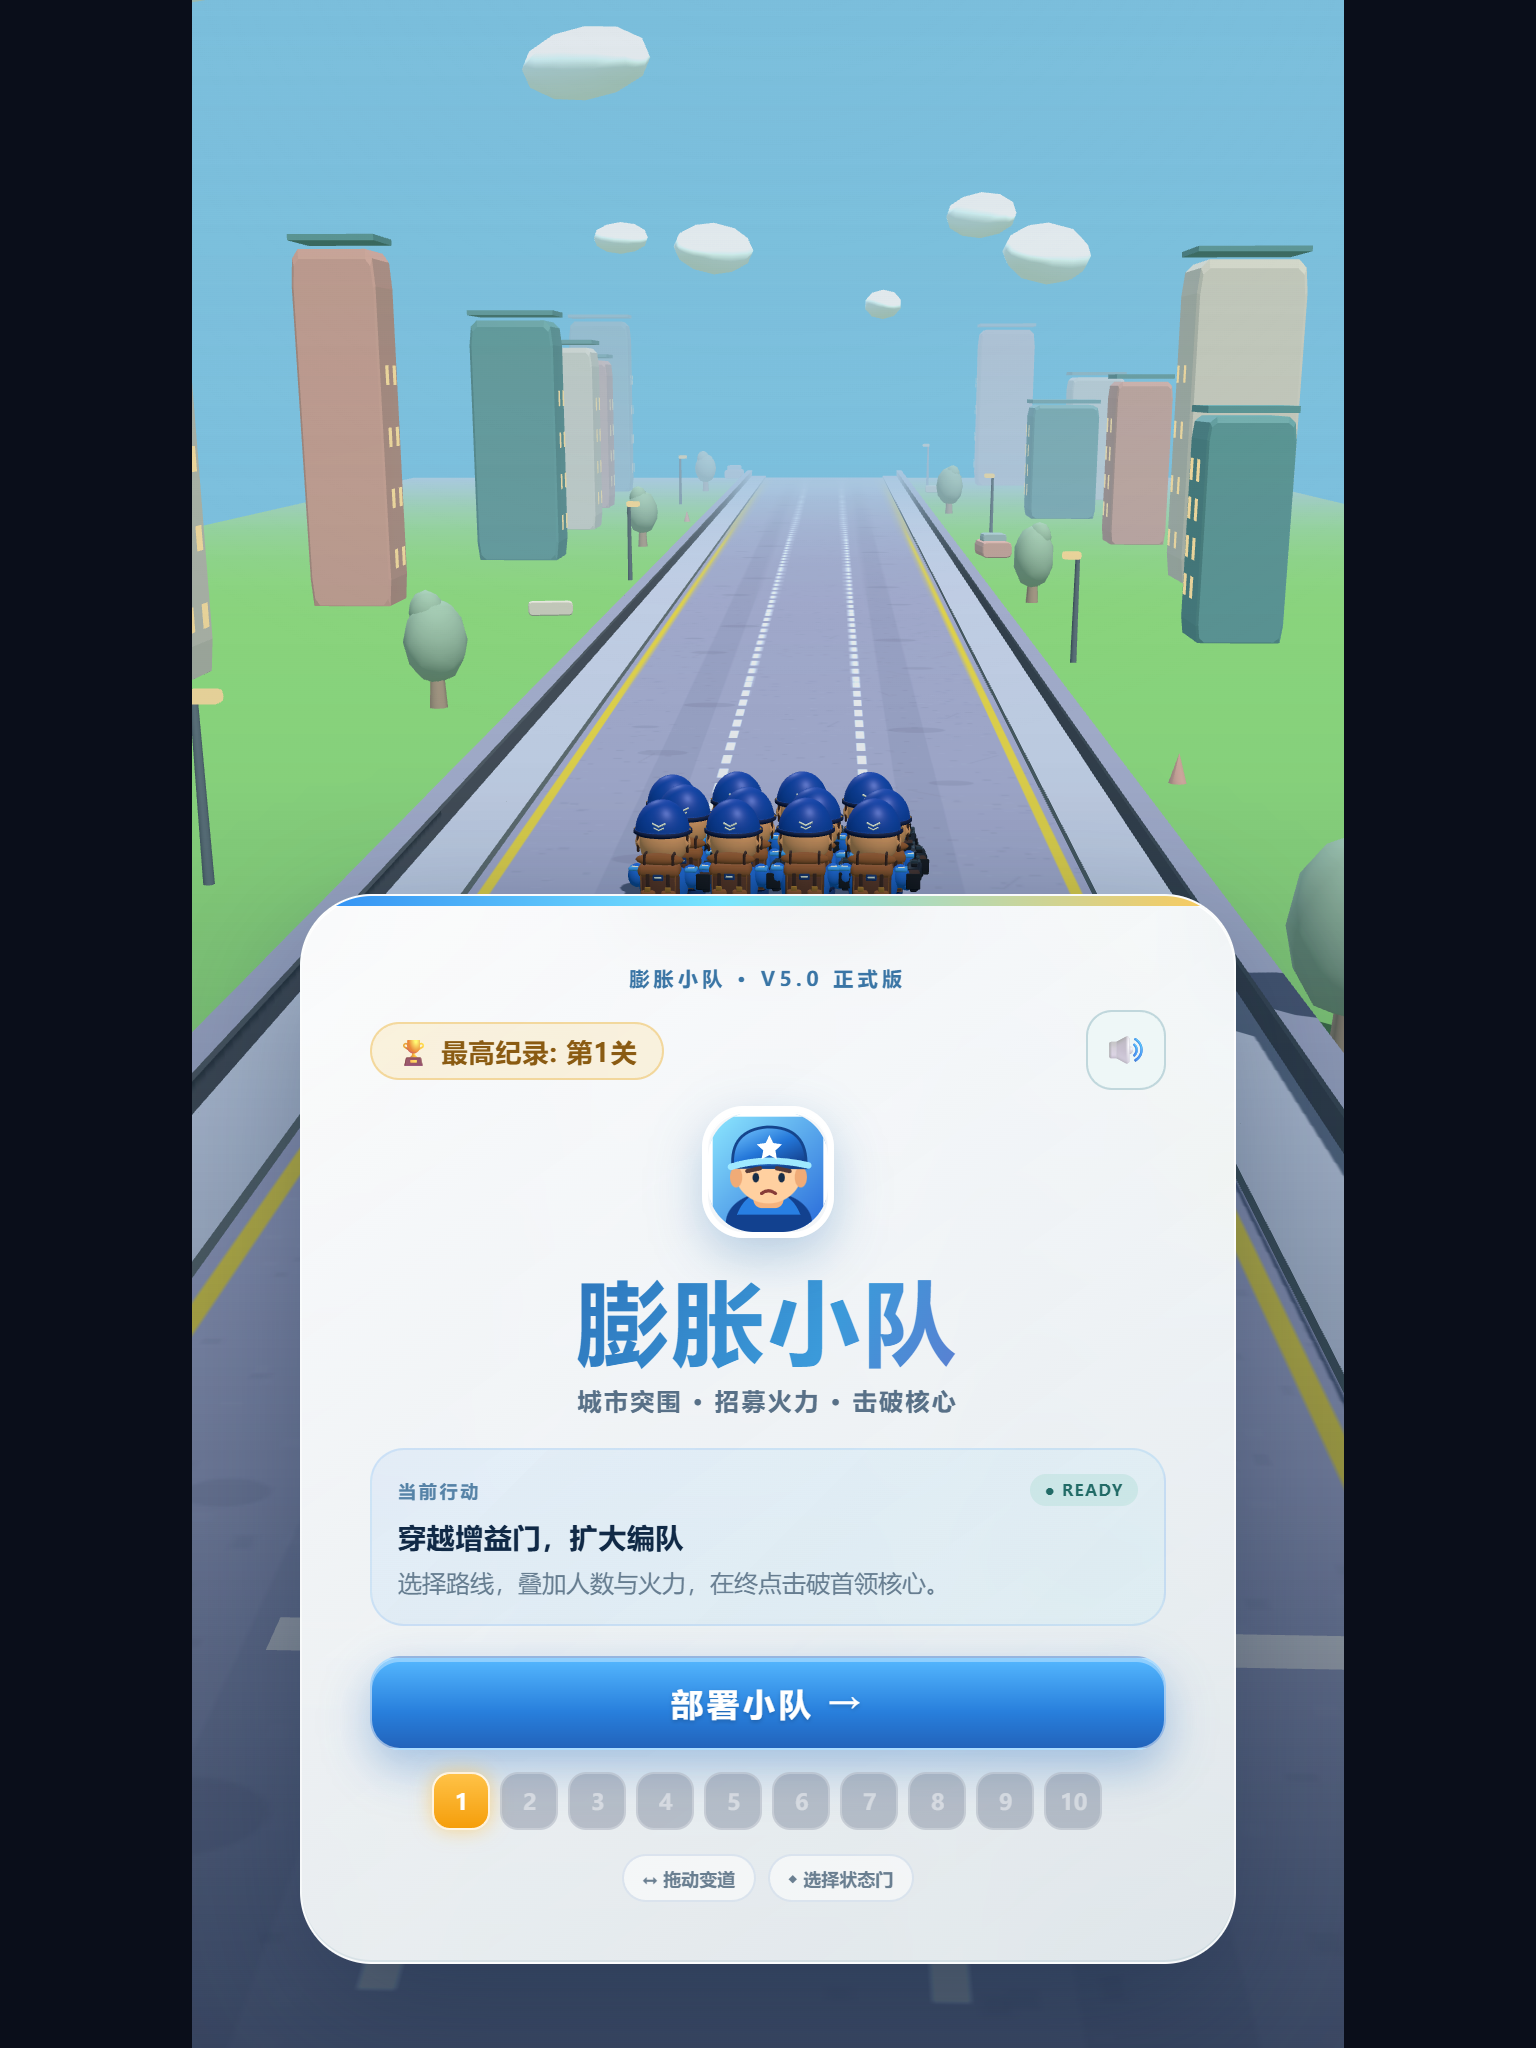 膨胀小队 • V5.0 正式版
最高纪录: 第1关
膨胀小队
城市突围 • 招募火力 • 击破核心
当前行动
● READY
穿越增益门，扩大编队
选择路线，叠加人数与火力，在终点击破首领核心。
部署小队 →
1 2 3 4 5 6 7 8 9 10
↔ 拖动变道
◆ 选择状态门